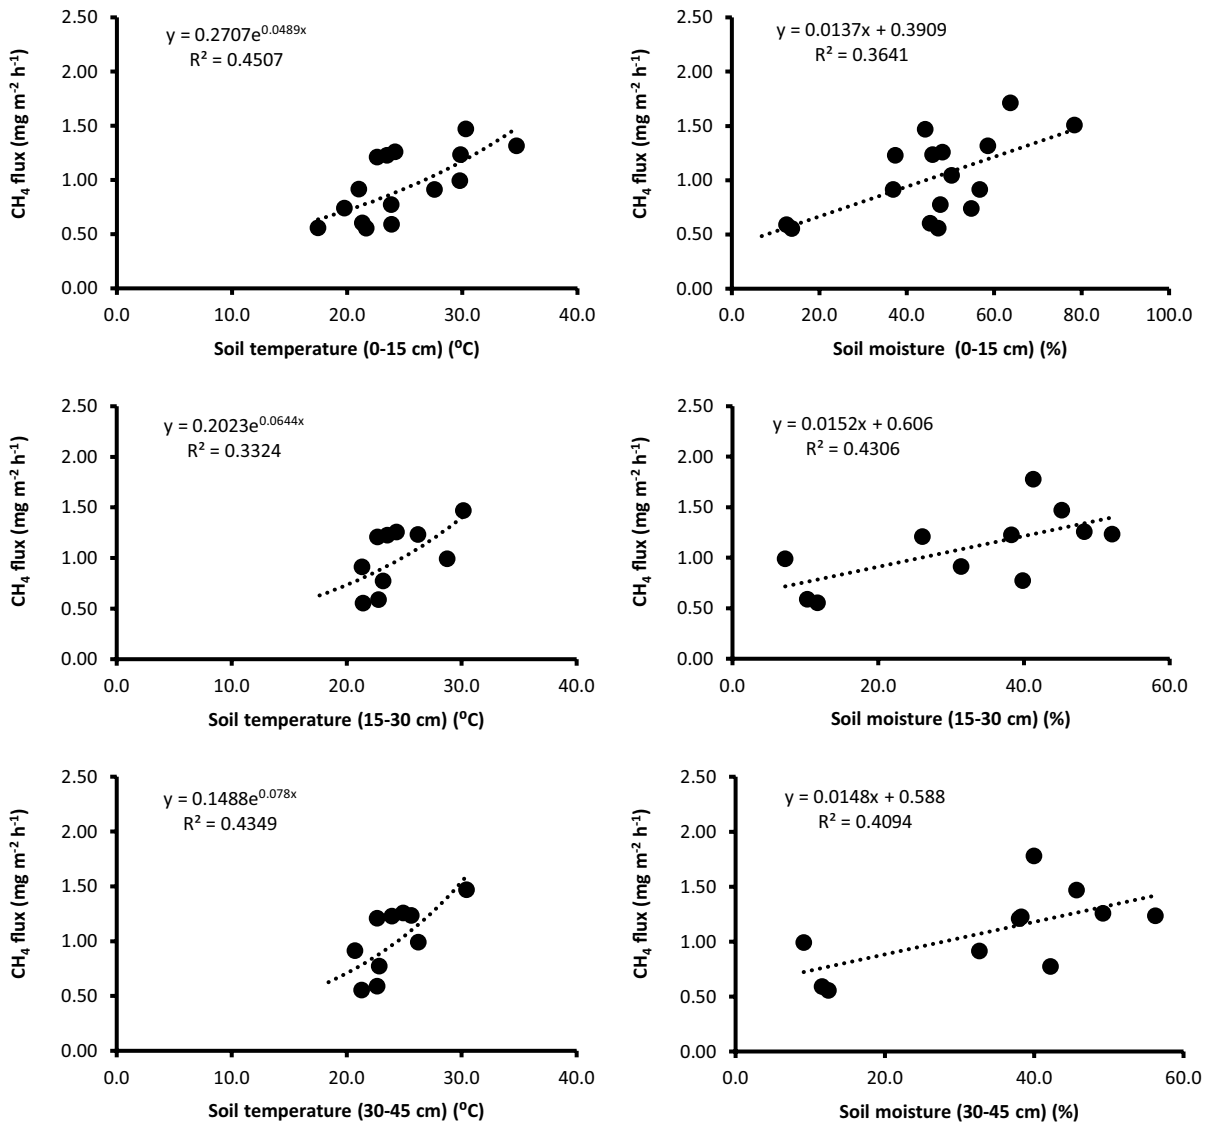 y = 0.2707e^0.0489x
R² = 0.4507
CH₄ flux (mg m⁻² h⁻¹)
2.50
2.00
1.50
1.00
0.50
0.00
0.0 10.0 20.0 30.0 40.0
Soil temperature (0-15 cm) (⁰C)
y = 0.0137x + 0.3909
R² = 0.3641
CH₄ flux (mg m⁻² h⁻¹)
2.50
2.00
1.50
1.00
0.50
0.00
0.0 20.0 40.0 60.0 80.0 100.0
Soil moisture (0-15 cm) (%)
y = 0.2023e^0.0644x
R² = 0.3324
CH₄ flux (mg m⁻² h⁻¹)
2.50
2.00
1.50
1.00
0.50
0.00
0.0 10.0 20.0 30.0 40.0
Soil temperature (15-30 cm) (⁰C)
y = 0.0152x + 0.606
R² = 0.4306
CH₄ flux (mg m⁻² h⁻¹)
2.50
2.00
1.50
1.00
0.50
0.00
0.0 20.0 40.0 60.0
Soil moisture (15-30 cm) (%)
y = 0.1488e^0.078x
R² = 0.4349
CH₄ flux (mg m⁻² h⁻¹)
2.50
2.00
1.50
1.00
0.50
0.00
0.0 10.0 20.0 30.0 40.0
Soil temperature (30-45 cm) (⁰C)
y = 0.0148x + 0.588
R² = 0.4094
CH₄ flux (mg m⁻² h⁻¹)
2.50
2.00
1.50
1.00
0.50
0.00
0.0 20.0 40.0 60.0
Soil moisture (30-45 cm) (%)